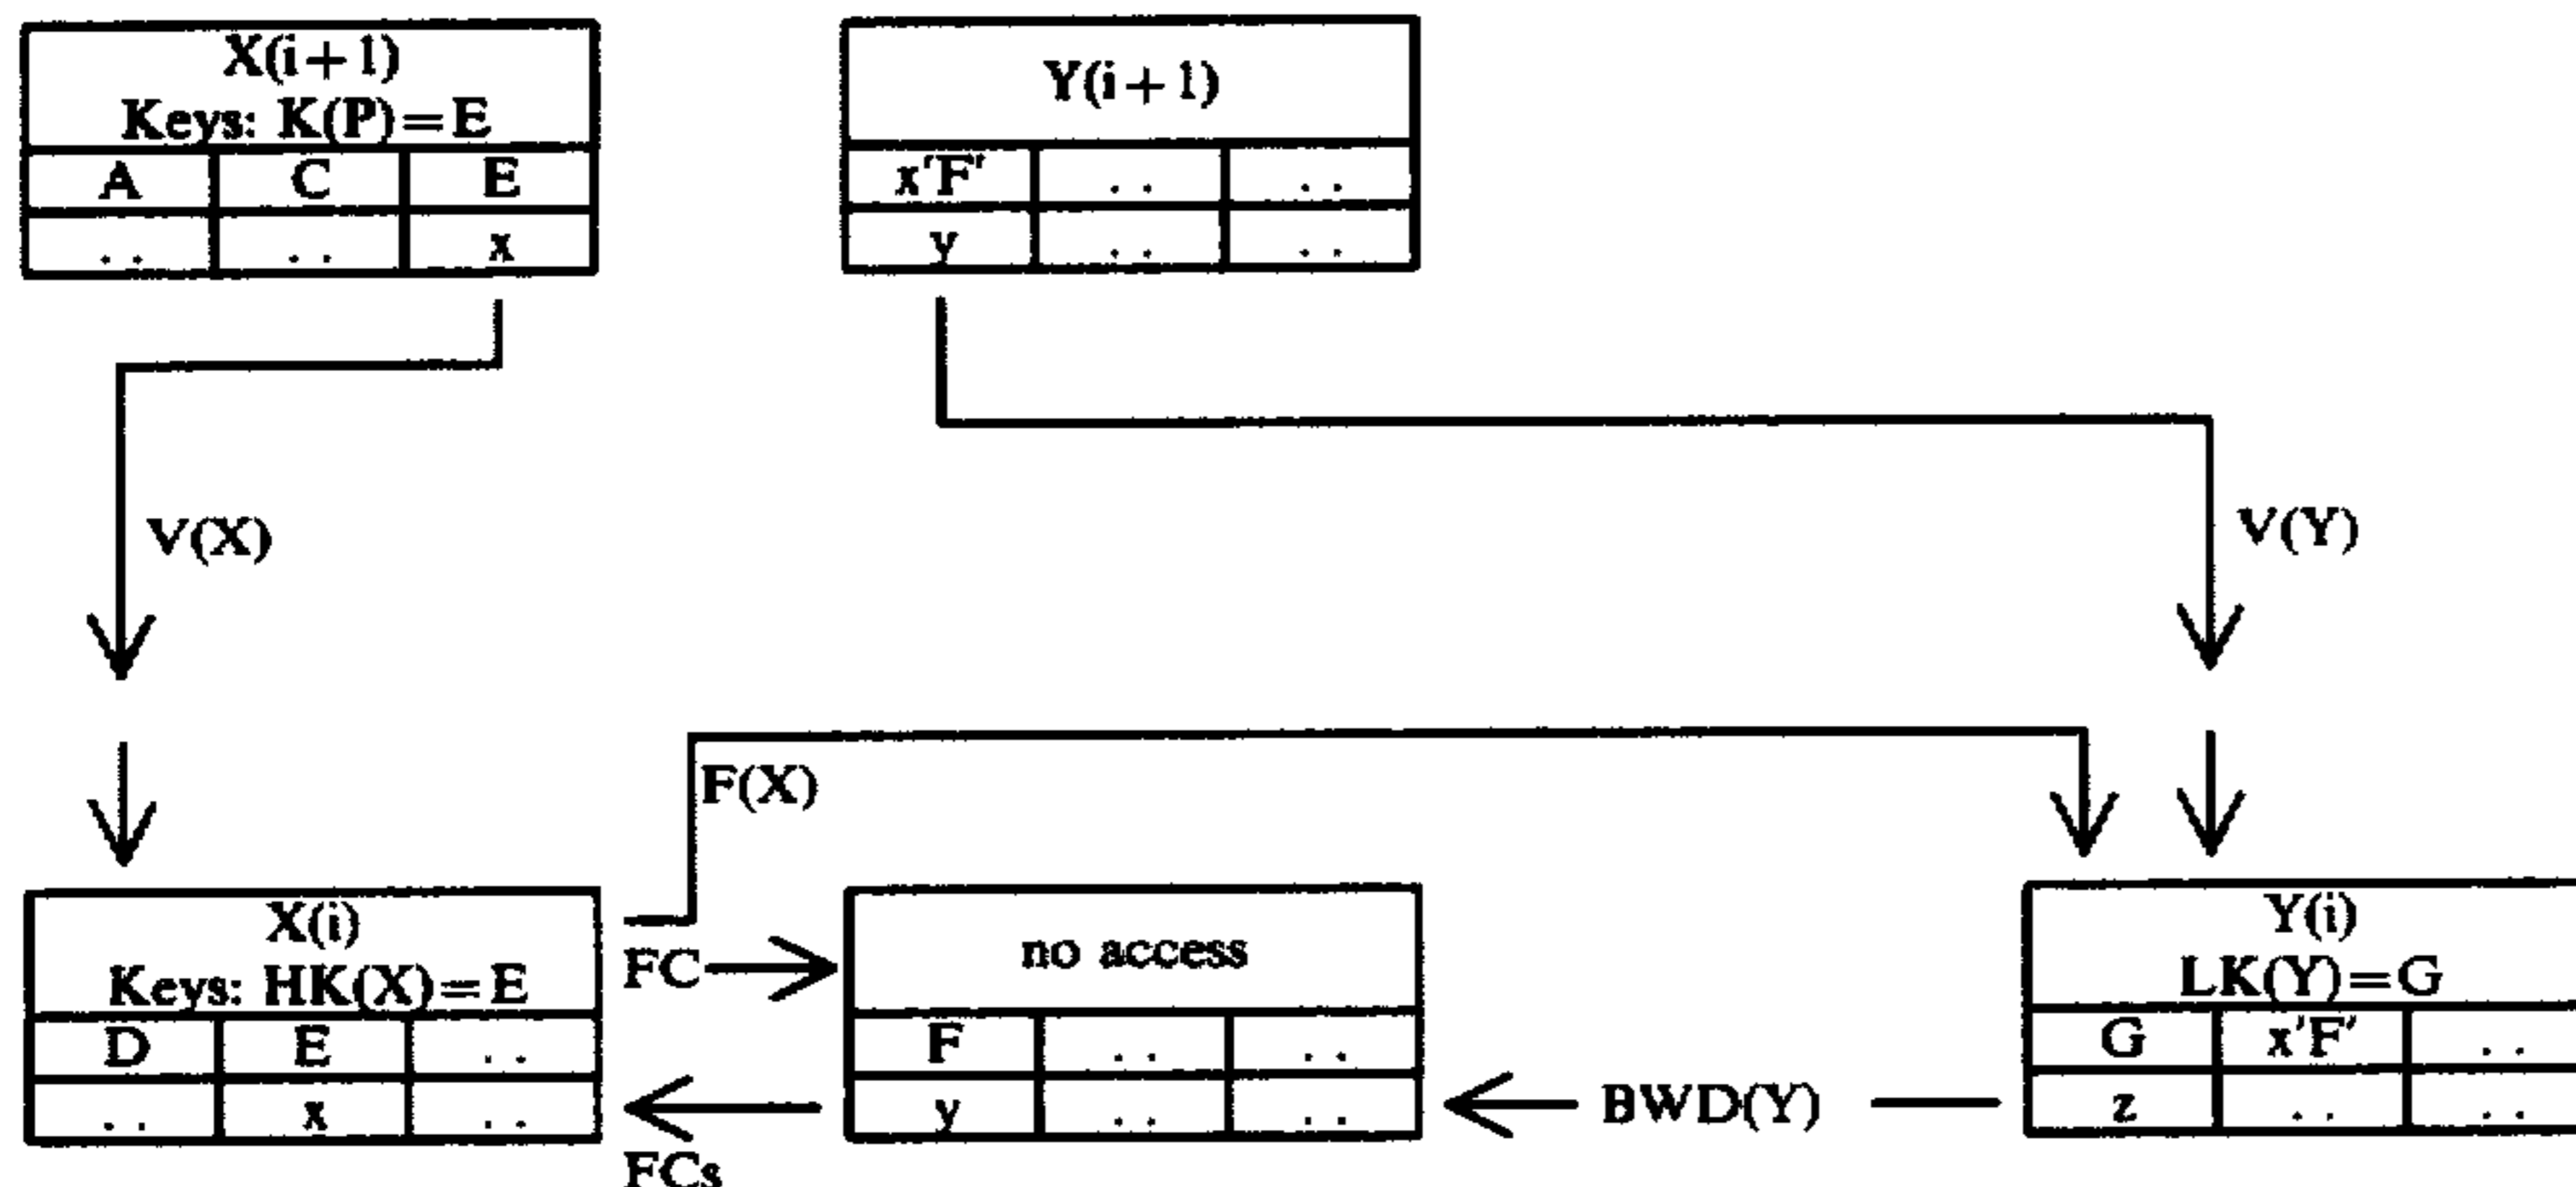 X(i+1)
Keys: K(P)=E
A C E
.. .. x
Y(i+1)
x'F' .. ..
y .. ..
V(X)
V(Y)
F(X)
X(i)
Keys: HK(X)=E
D E ..
.. x ..
FC
FCs
no access
F .. ..
y .. ..
BWD(Y)
Y(i)
LK(Y)=G
G x'F' ..
z .. ..